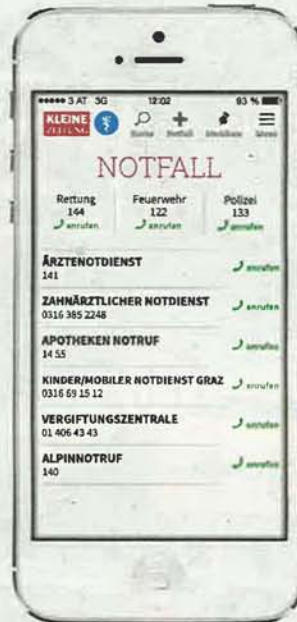 3 AT 3G 12:02 93 %
KLEINE
ZEITUNG
Suche Notfall Merkliste Menü
NOTFALL
Rettung Feuerwehr Polizei
144 122 133
anrufen anrufen anrufen
ÄRZTENOTDIENST anrufen
141
ZAHNÄRZTLICHER NOTDIENST anrufen
0316 385 2248
APOTHEKEN NOTRUF anrufen
14 55
KINDER/MOBILER NOTDIENST GRAZ anrufen
0316 69 15 12
VERGIFTUNGSZENTRALE anrufen
01 406 43 43
ALPINNOTRUF anrufen
140